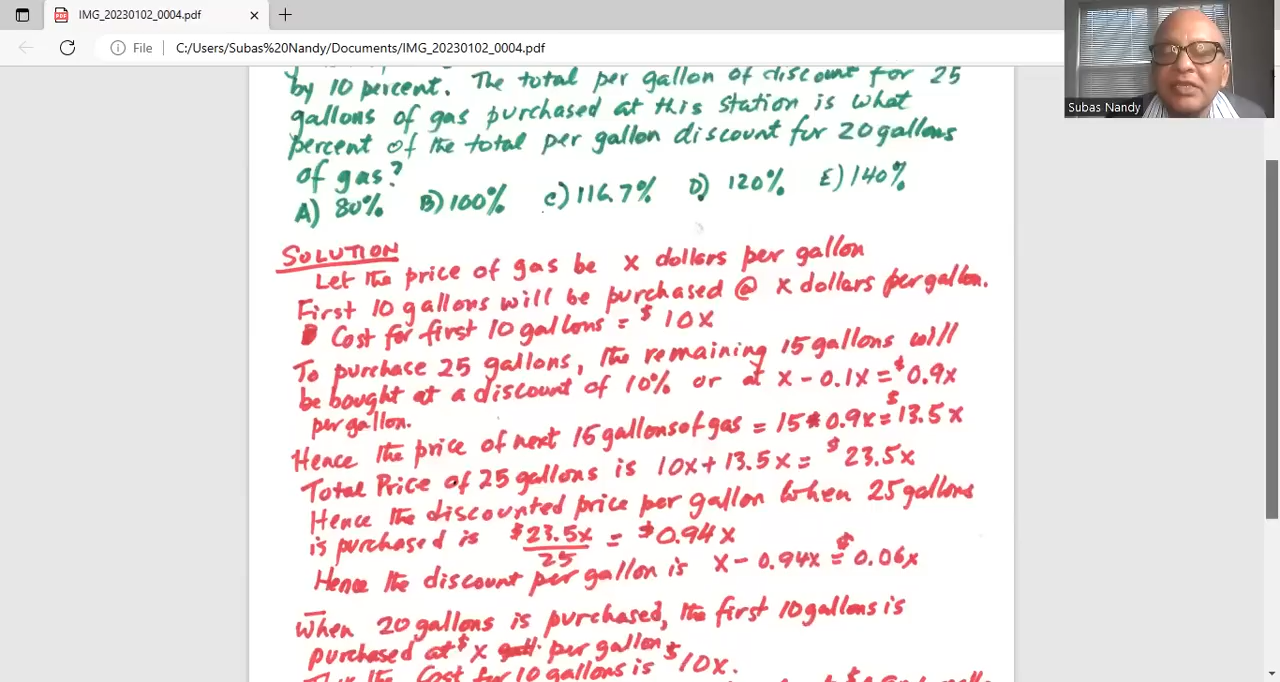 IMG_20230102_0004.pdf
File
C:/Users/Subas%20Nandy/Documents/IMG_20230102_0004.pdf
Subas Nandy
by 10 percent. The total per gallon of discount for 25
gallons of gas purchased at this station is what
percent of the total per gallon discount for 20 gallons
of gas?
A) 80% B) 100% C) 116.7% D) 120% E) 140%
SOLUTION
Let the price of gas be x dollars per gallon
First 10 gallons will be purchased @ x dollars per gallon.
Cost for first 10 gallons = $10x
To purchase 25 gallons, the remaining 15 gallons will
be bought at a discount of 10% or at x - 0.1x = $0.9x
per gallon.
Hence the price of next 15 gallons of gas = 15 * 0.9x = $13.5x
Total Price of 25 gallons is 10x + 13.5x = $23.5x
Hence the discounted price per gallon when 25 gallons
is purchased is $23.5x/25 = $0.94x
Hence the discount per gallon is x - 0.94x = $0.06x
When 20 gallons is purchased, the first 10 gallons is
purchased at $x per gallon
Cost for 10 gallons is $10x.